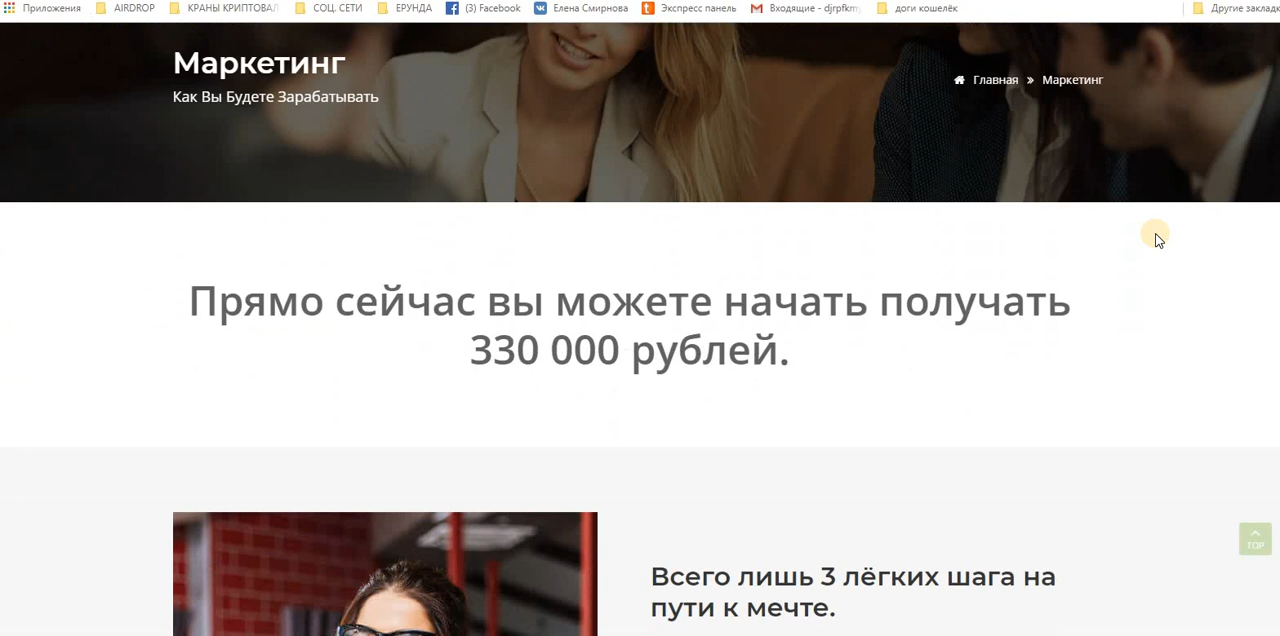 Приложения AIRDROP КРАНЫ КРИПТОВАЛ СОЦ. СЕТИ ЕРУНДА (3) Facebook Елена Смирнова Экспресс панель Входящие - djrpfkm доги кошелёк Другие закладк
Маркетинг
Как Вы Будете Зарабатывать
Главная » Маркетинг
Прямо сейчас вы можете начать получать
330 000 рублей.
Всего лишь 3 лёгких шага на
пути к мечте.
TOP